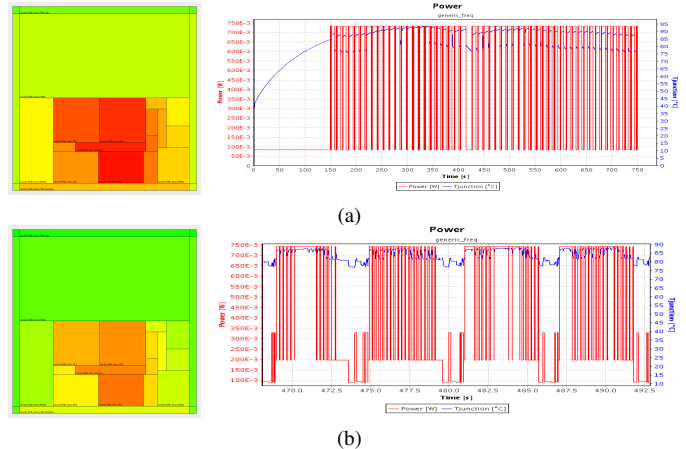 Power
generic_freq
750E-3
700E-3
650E-3
600E-3
550E-3
500E-3
450E-3
400E-3
350E-3
300E-3
250E-3
200E-3
150E-3
100E-3
50E-3
0
Power [W]
95
90
85
80
75
70
65
60
55
50
45
40
35
30
25
20
15
10
5
0
Tjunction [°C]
0 50 100 150 200 250 300 350 400 450 500 550 600 650 700 750
Time [s]
Power [W] Tjunction [°C]
(a)
Power
generic_freq
750E-3
700E-3
650E-3
600E-3
550E-3
500E-3
450E-3
400E-3
350E-3
300E-3
250E-3
200E-3
150E-3
100E-3
Power [W]
90
85
80
75
70
65
60
55
50
45
40
35
30
25
20
15
10
5
0
Tjunction [°C]
470.0 472.5 475.0 477.5 480.0 482.5 485.0 487.5 490.0 492.5
Time [s]
Power [W] Tjunction [°C]
(b)